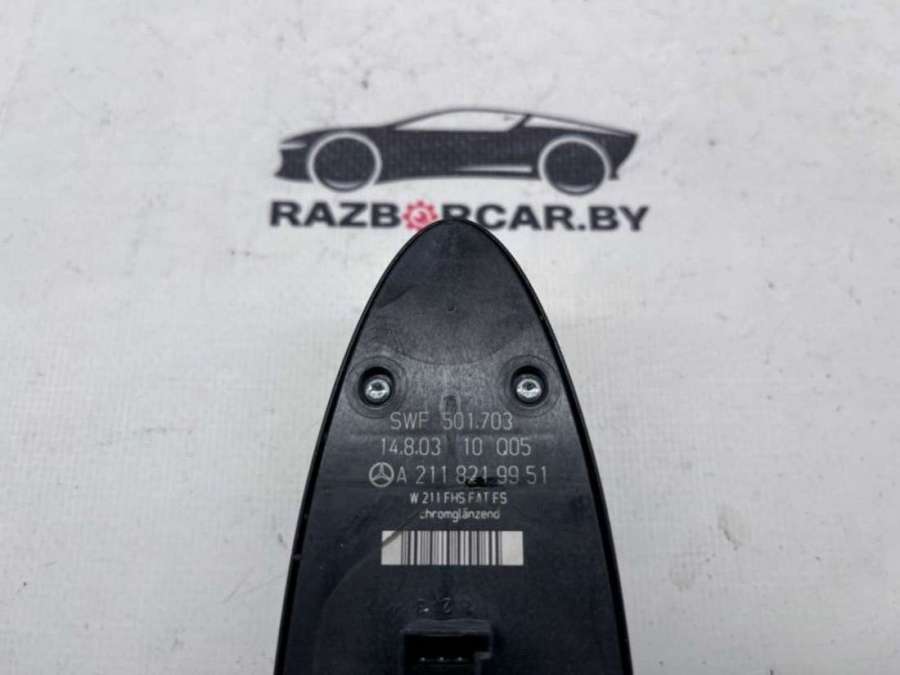 RAZBORCAR.BY
SWF 501.703
14.8.03 10 Q05
A 211 821 99 51
W 211 FHS FAT FS
chromglänzend